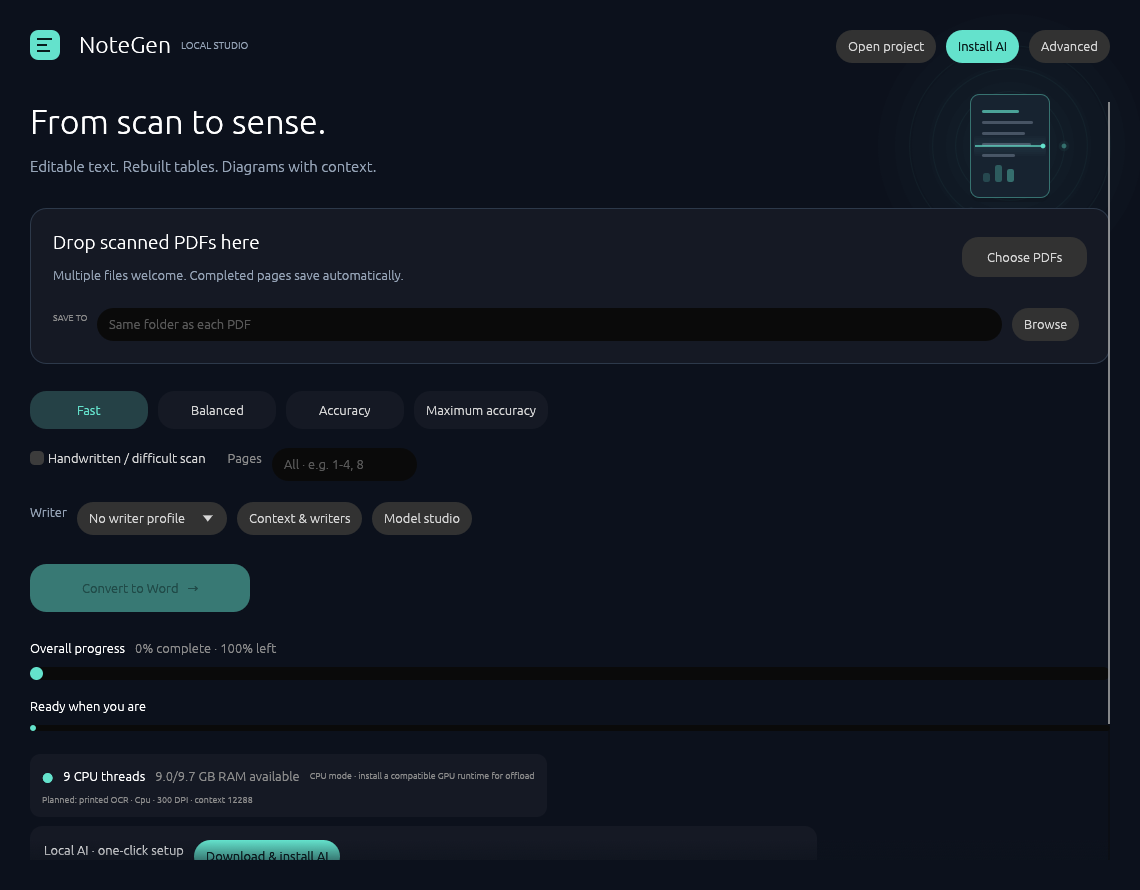 NoteGen LOCAL STUDIO
Open project Install AI Advanced
From scan to sense.
Editable text. Rebuilt tables. Diagrams with context.
Drop scanned PDFs here
Multiple files welcome. Completed pages save automatically.
Choose PDFs
SAVE TO Same folder as each PDF Browse
Fast Balanced Accuracy Maximum accuracy
Handwritten / difficult scan Pages All · e.g. 1-4, 8
Writer No writer profile Context & writers Model studio
Convert to Word →
Overall progress 0% complete · 100% left
Ready when you are
9 CPU threads 9.0/9.7 GB RAM available CPU mode · install a compatible GPU runtime for offload
Planned: printed OCR · Cpu · 300 DPI · context 12288
Local AI · one-click setup Download & install AI